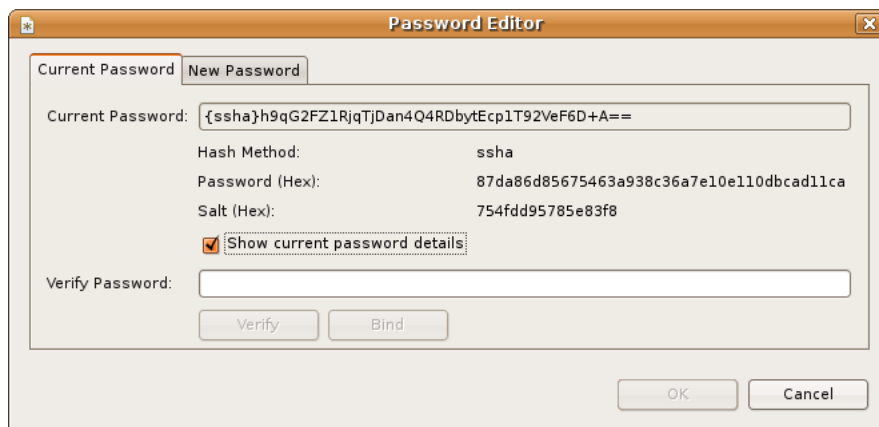 Password Editor
Current Password New Password
Current Password: {ssha}h9qG2FZ1RjqTjDan4Q4RDbytEcp1T92VeF6D+A==
Hash Method: ssha
Password (Hex): 87da86d85675463a938c36a7e10e110dbcad11ca
Salt (Hex): 754fdd95785e83f8
Show current password details
Verify Password:
Verify Bind
OK Cancel